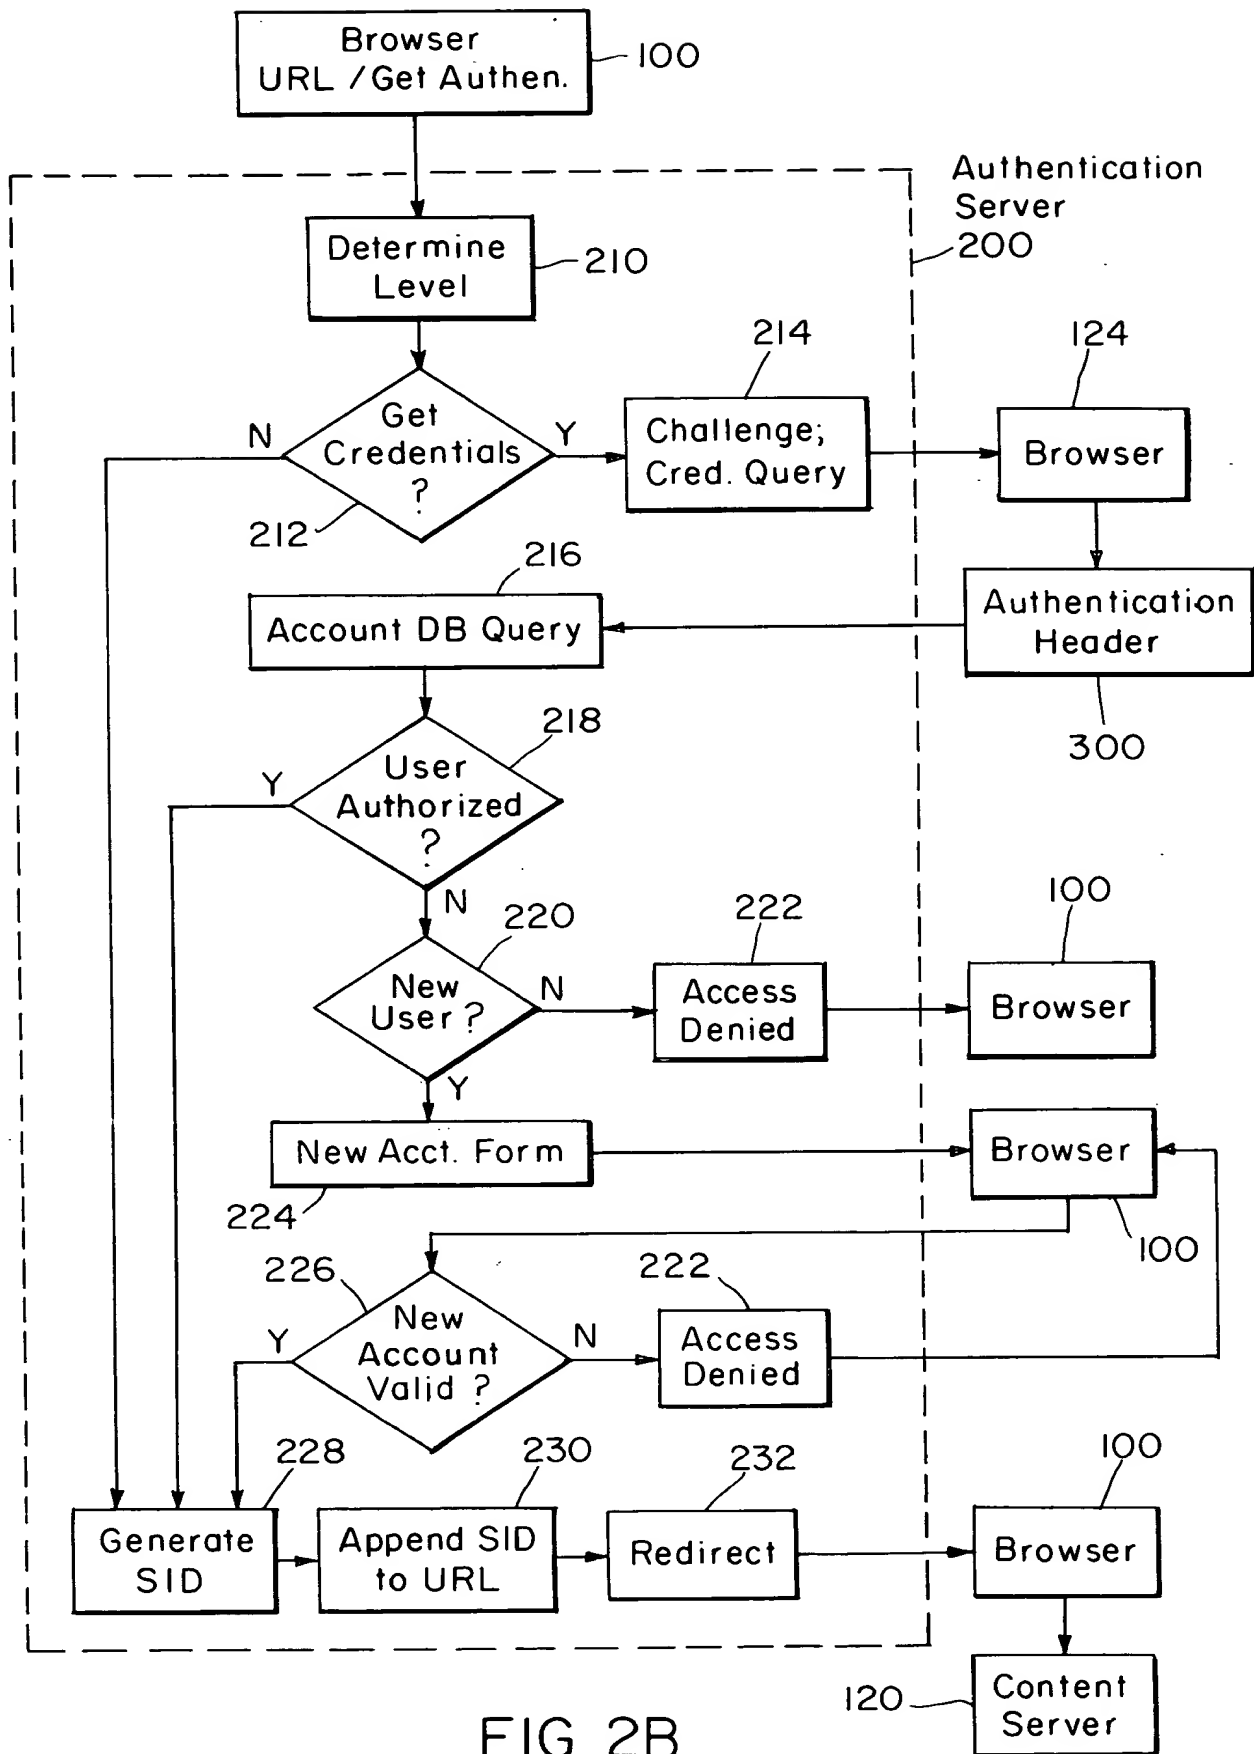 Browser
URL / Get Authen.
100
Authentication
Server
200
Determine
Level
210
214
124
Get
Credentials
?
N
Y
212
Challenge;
Cred. Query
Browser
216
Account DB Query
Authentication
Header
300
218
User
Authorized
?
Y
N
220
222
100
New
User ?
N
Y
Access
Denied
Browser
New Acct. Form
224
Browser
100
226
222
New
Account
Valid ?
Y
N
Access
Denied
228
230
232
100
Generate
SID
Append SID
to URL
Redirect
Browser
120
Content
Server
FIG 2B